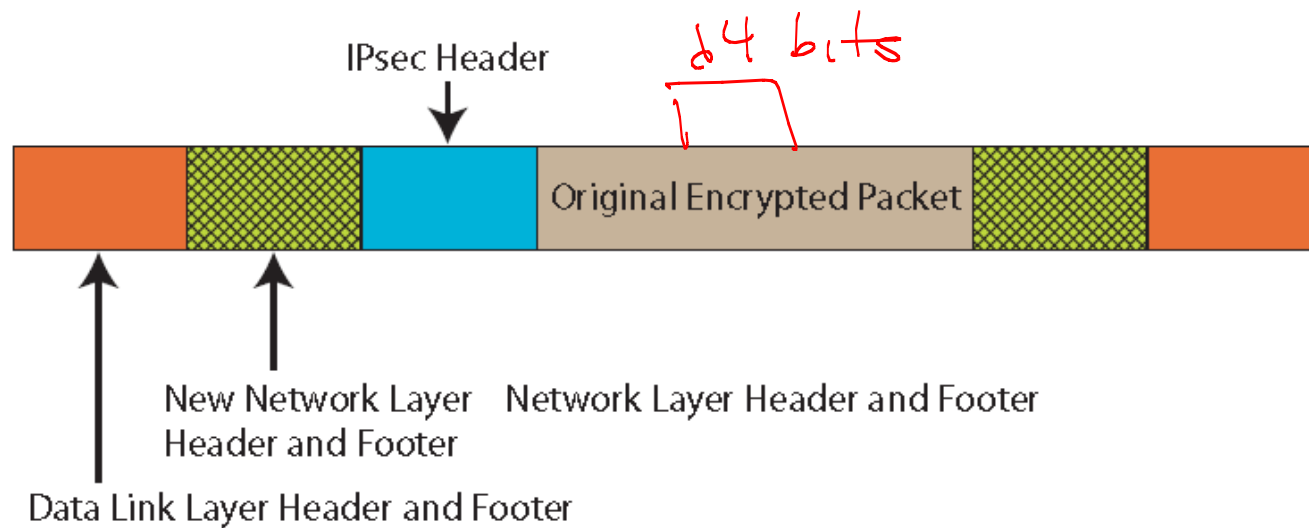 64 bits
IPsec Header
Original Encrypted Packet
New Network Layer
Header and Footer
Network Layer Header and Footer
Data Link Layer Header and Footer